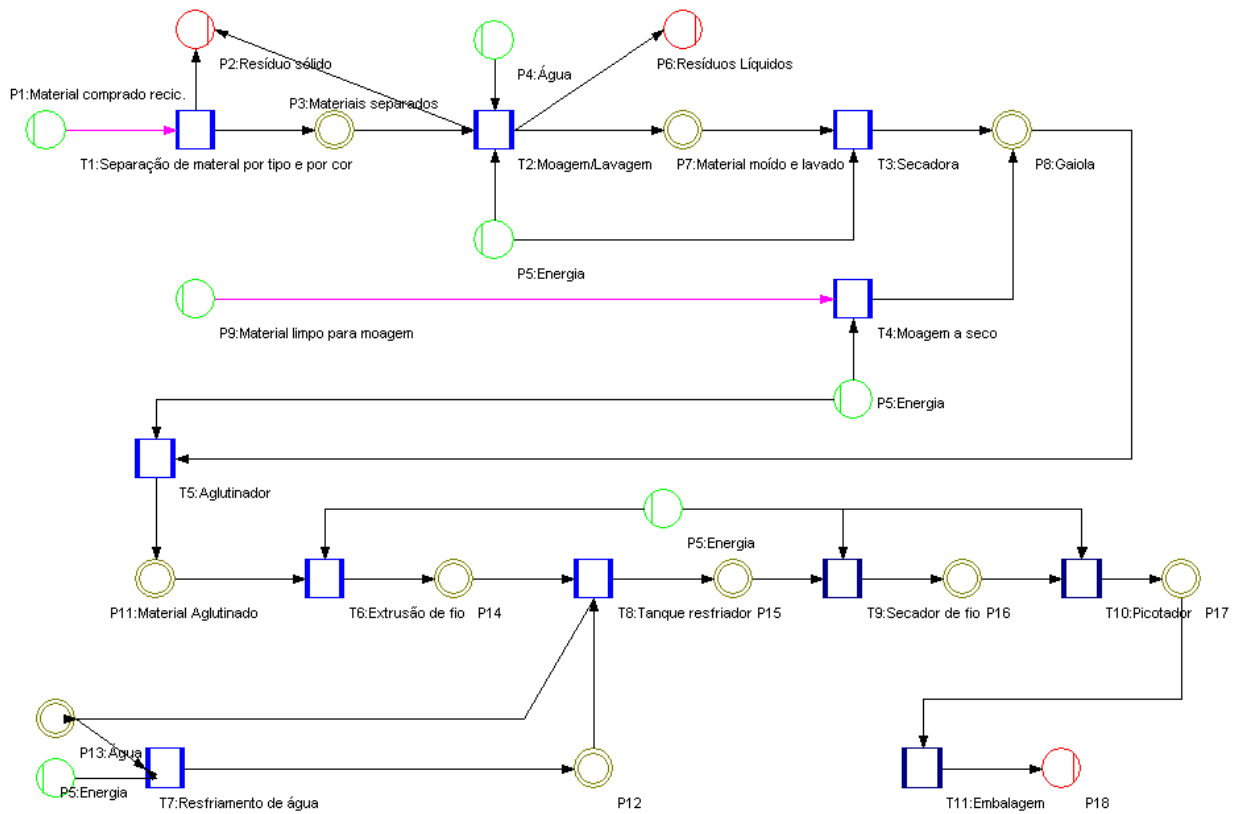 P2:Resíduo sólido
P4:Água
P6:Resíduos Líquidos
P1:Material comprado recic.
P3:Materiais separados
T1:Separação de materal por tipo e por cor
T2:Moagem/Lavagem
P7:Material moído e lavado
T3:Secadora
P8:Gaiola
P5:Energia
P9:Material limpo para moagem
T4:Moagem a seco
P5:Energia
T5:Aglutinador
P5:Energia
P11:Material Aglutinado
T6:Extrusão de fio
P14
T8:Tanque resfriador
P15
T9:Secador de fio
P16
T10:Picotador
P17
P13:Água
P5:Energia
T7:Resfriamento de água
P12
T11:Embalagem
P18